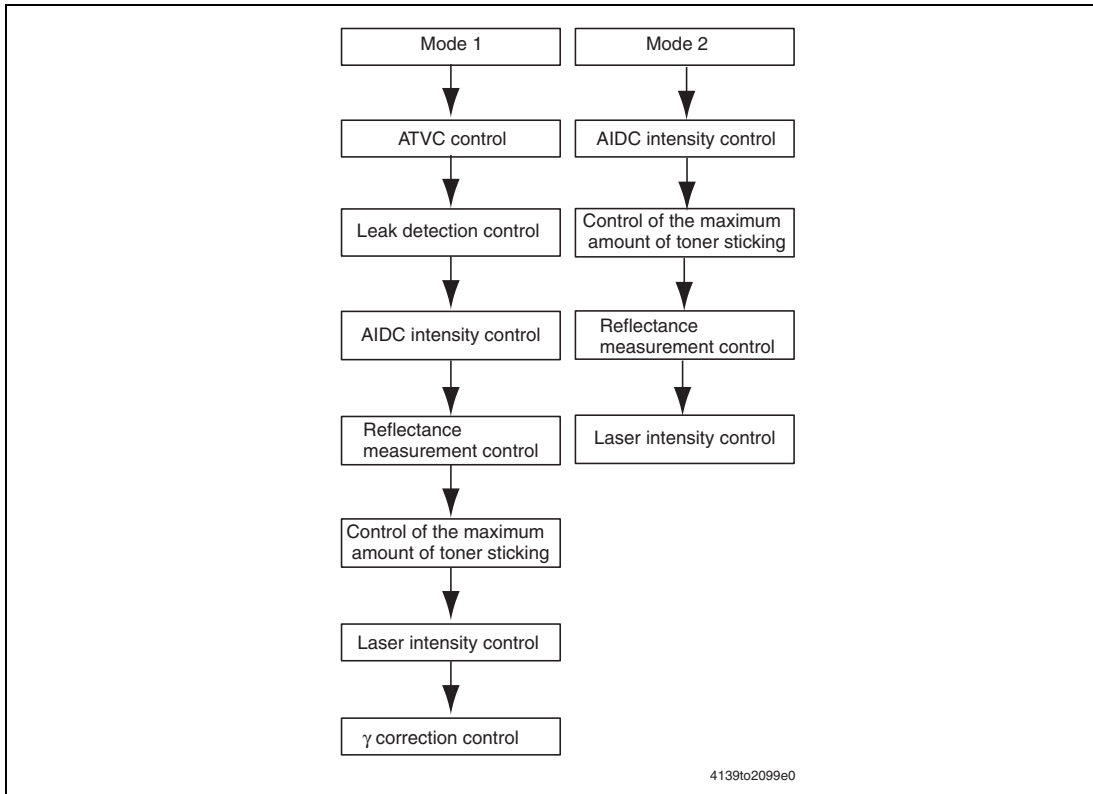 Mode 1
ATVC control
Leak detection control
AIDC intensity control
Reflectance
measurement control
Control of the maximum
amount of toner sticking
Laser intensity control
γ correction control
Mode 2
AIDC intensity control
Control of the maximum
amount of toner sticking
Reflectance
measurement control
Laser intensity control
4139to2099e0